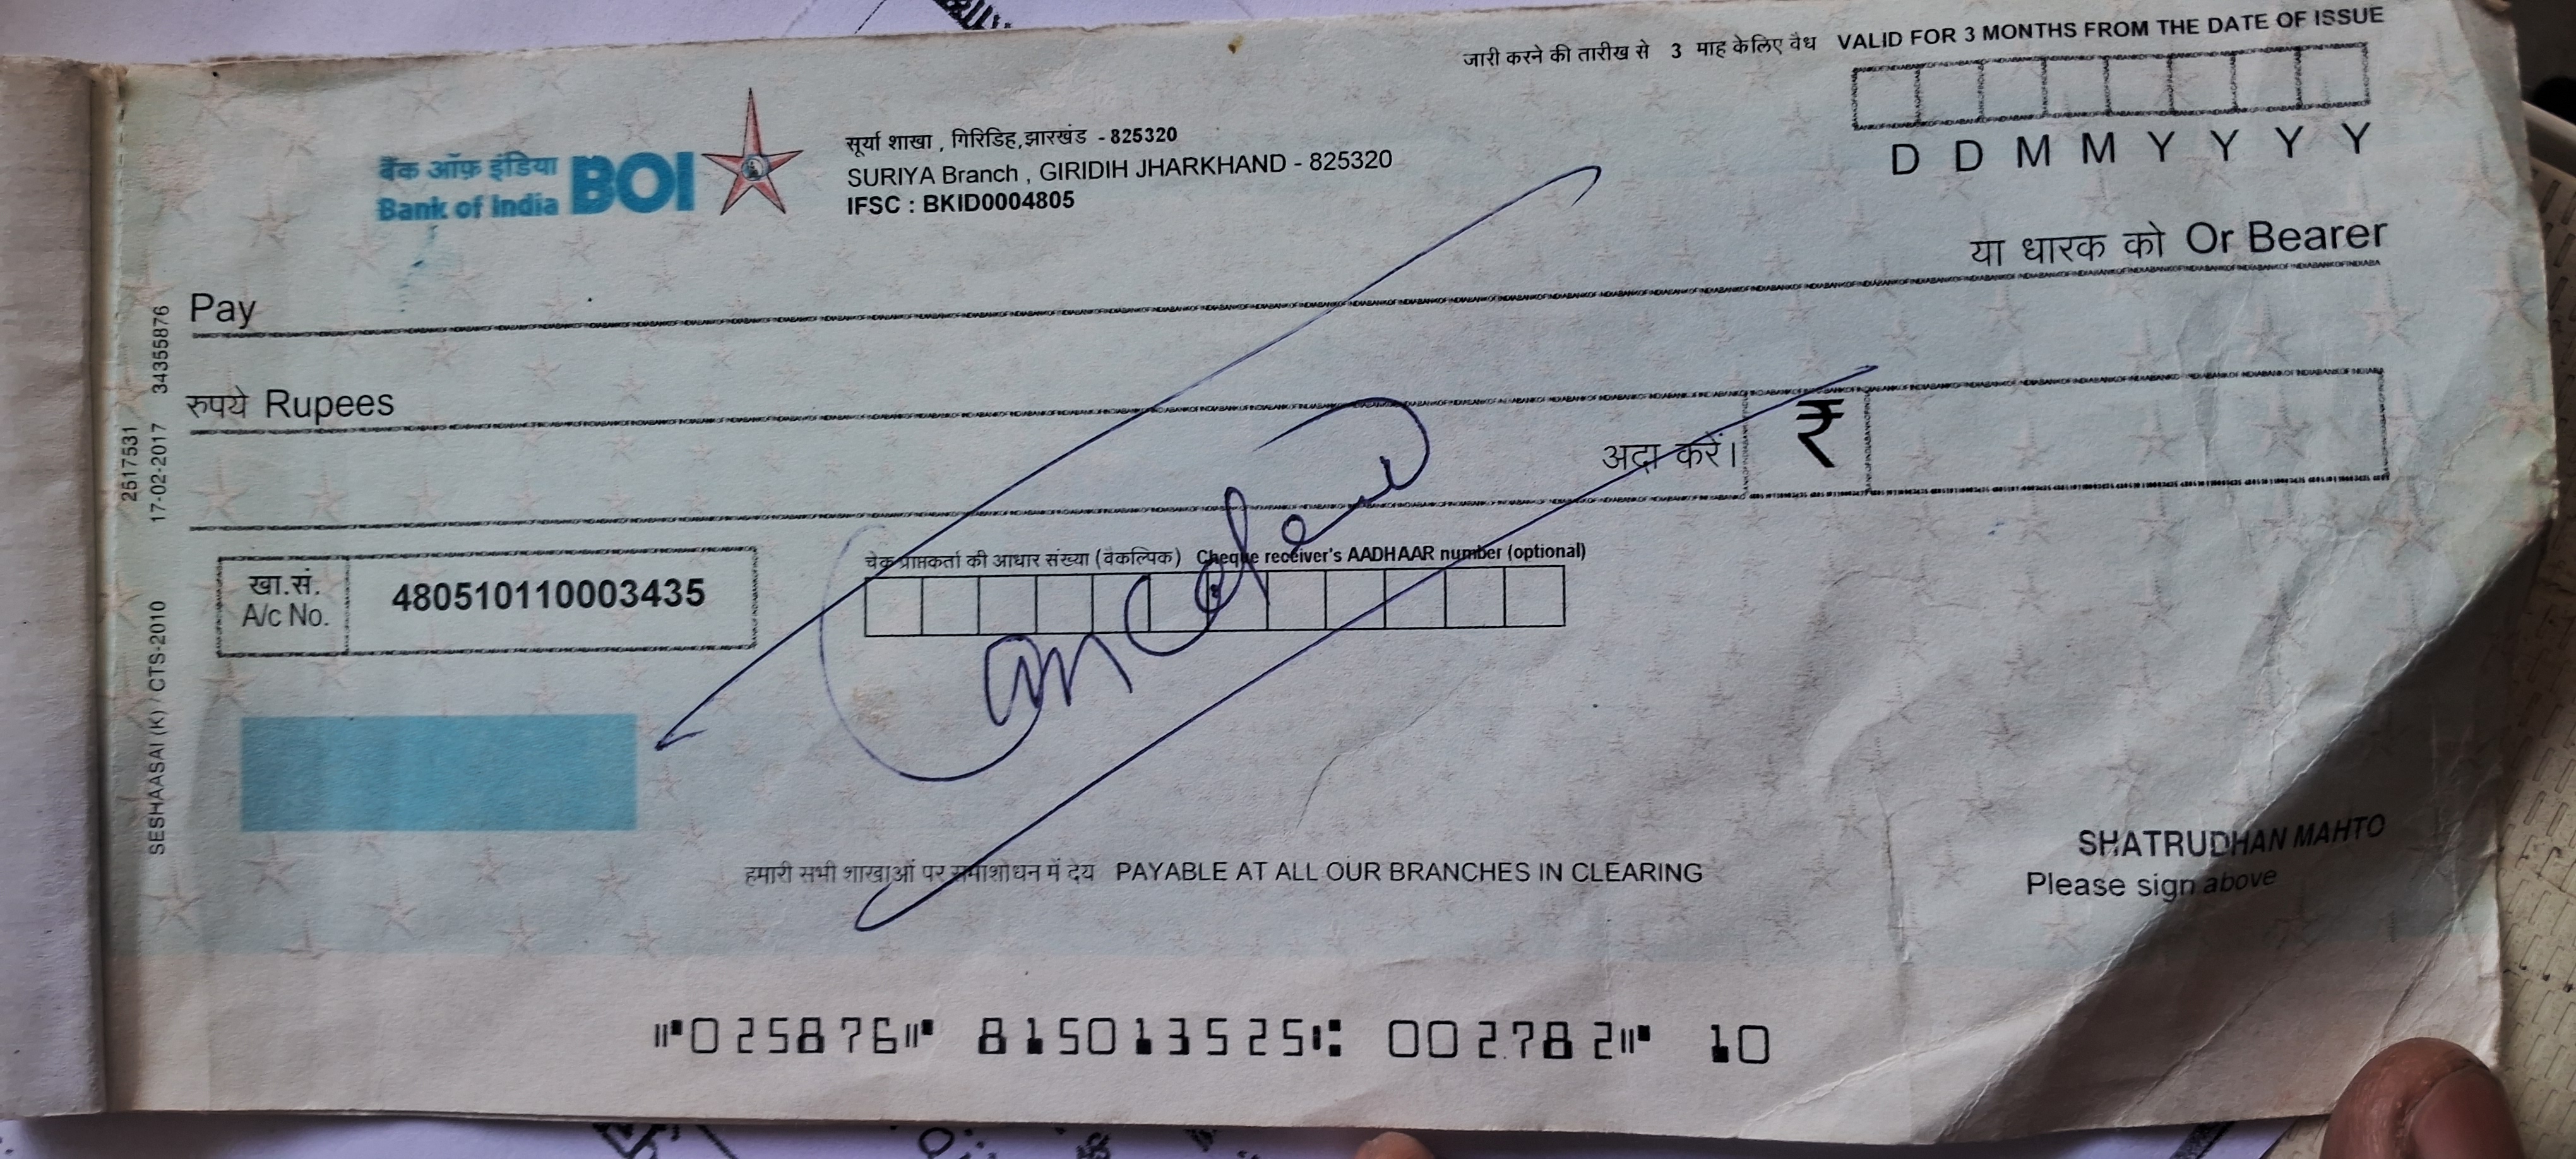 जारी करने की तारीख से 3 माह के लिए वैध VALID FOR 3 MONTHS FROM THE DATE OF ISSUE
D D M M Y Y Y Y
बैंक ऑफ़ इंडिया
Bank of India BOI
सूर्या शाखा , गिरिडिह,झारखंड - 825320
SURIYA Branch , GIRIDIH JHARKHAND - 825320
IFSC : BKID0004805
या धारक को Or Bearer
Pay
रुपये Rupees
अदा करें। ₹
खा.सं.
A/c No. 480510110003435
चेक प्राप्तकर्ता की आधार संख्या (वैकल्पिक) Cheque receiver's AADHAAR number (optional)
Cancelled
2517531
17-02-2017 34355876
SESHAASAI (K) / CTS-2010
हमारी सभी शाखाओं पर समाशोधन में देय PAYABLE AT ALL OUR BRANCHES IN CLEARING
SHATRUDHAN MAHTO
Please sign above
⑈025876⑈ 815013525⑆ 002782⑈ 10